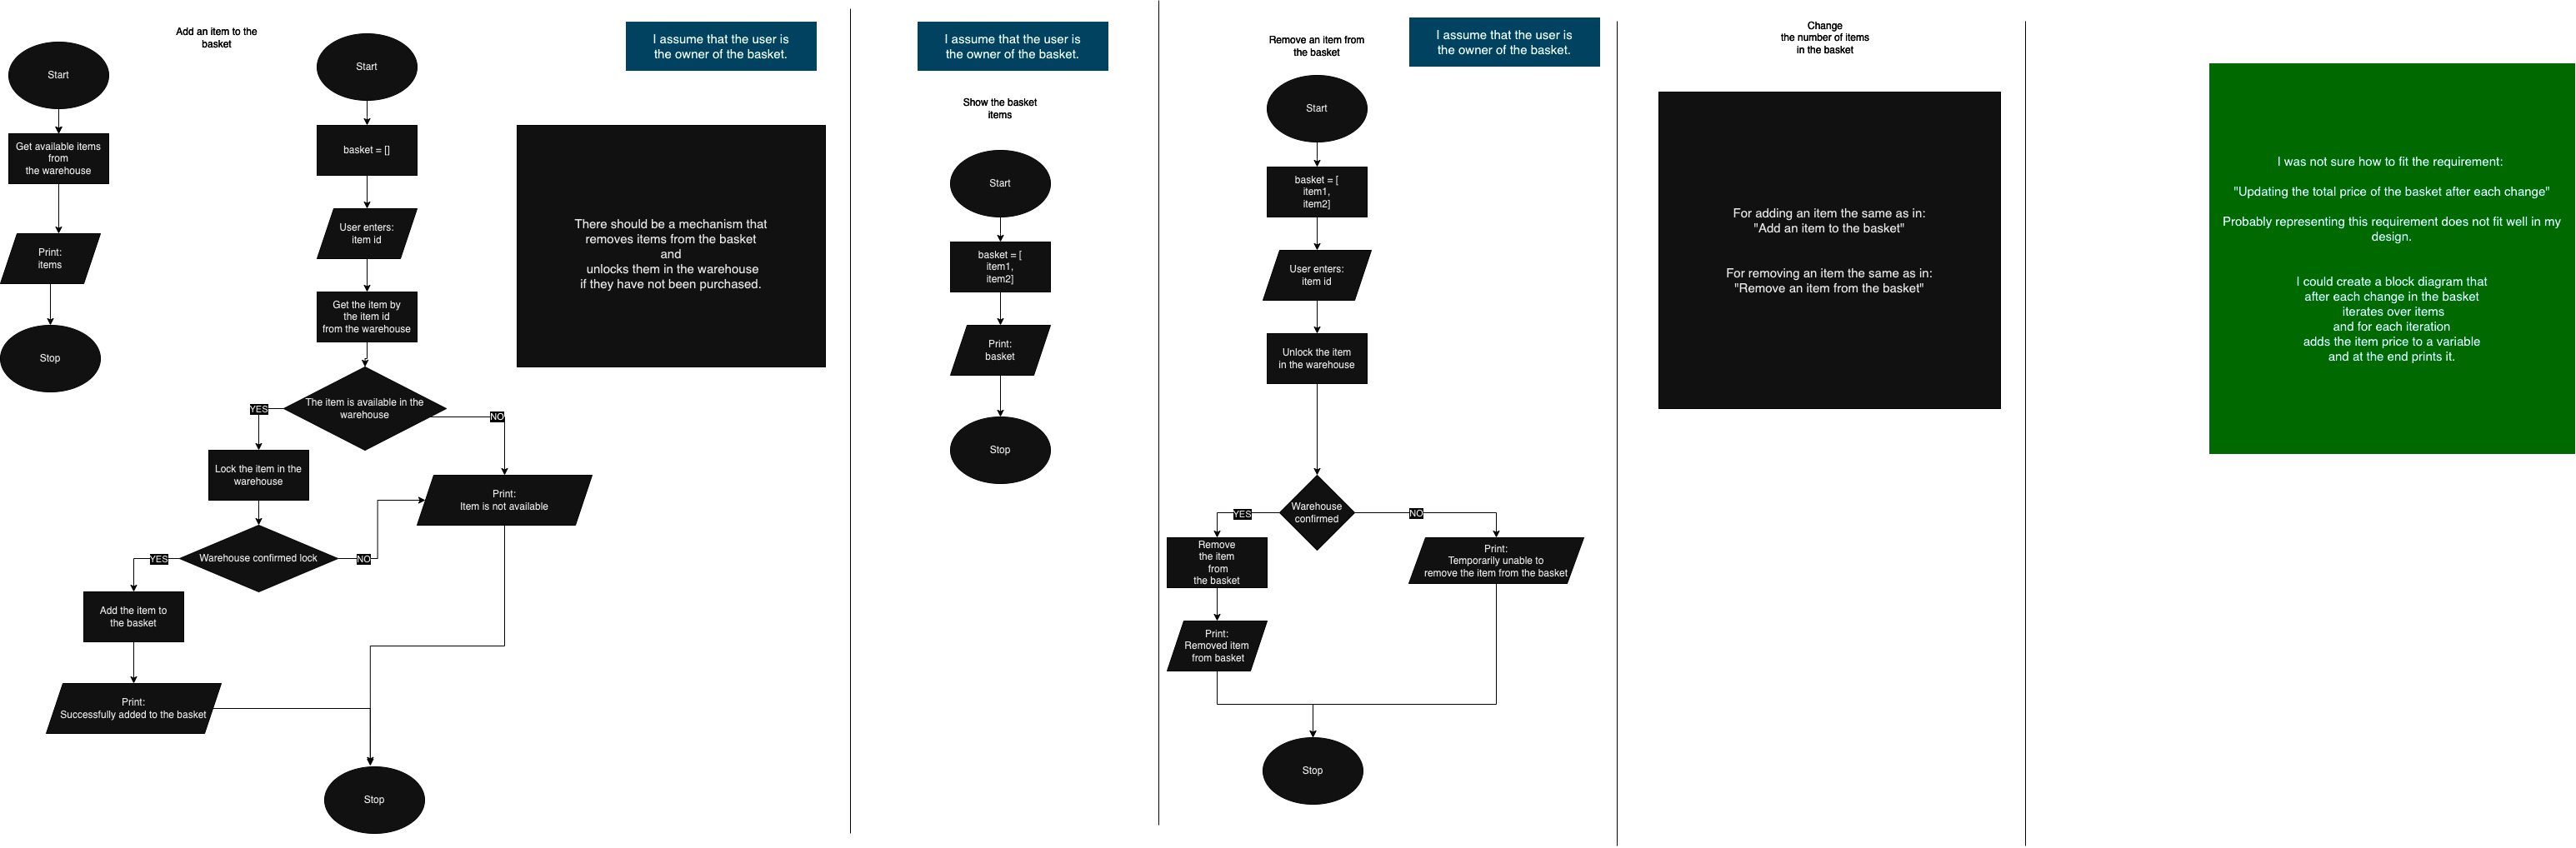 Add an item to the
basket
Start
Get available items
from
the warehouse
Print:
items
Stop
Start
basket = []
User enters:
item id
Get the item by
the item id
from the warehouse
The item is available in the
warehouse
YES
NO
Lock the item in the
warehouse
Print:
Item is not available
Warehouse confirmed lock
YES
NO
Add the item to
the basket
Print:
Successfully added to the basket
Stop
I assume that the user is
the owner of the basket.
There should be a mechanism that
removes items from the basket
and
unlocks them in the warehouse
if they have not been purchased.
I assume that the user is
the owner of the basket.
Show the basket
items
Start
basket = [
item1,
item2]
Print:
basket
Stop
Remove an item from
the basket
I assume that the user is
the owner of the basket.
Start
basket = [
item1,
item2]
User enters:
item id
Unlock the item
in the warehouse
Warehouse
confirmed
YES
NO
Remove
the item
from
the basket
Print:
Temporarily unable to
remove the item from the basket
Print:
Removed item
from basket
Stop
Change
the number of items
in the basket
For adding an item the same as in:
"Add an item to the basket"
For removing an item the same as in:
"Remove an item from the basket"
I was not sure how to fit the requirement:
"Updating the total price of the basket after each change"
Probably representing this requirement does not fit well in my
design.
I could create a block diagram that
after each change in the basket
iterates over items
and for each iteration
adds the item price to a variable
and at the end prints it.